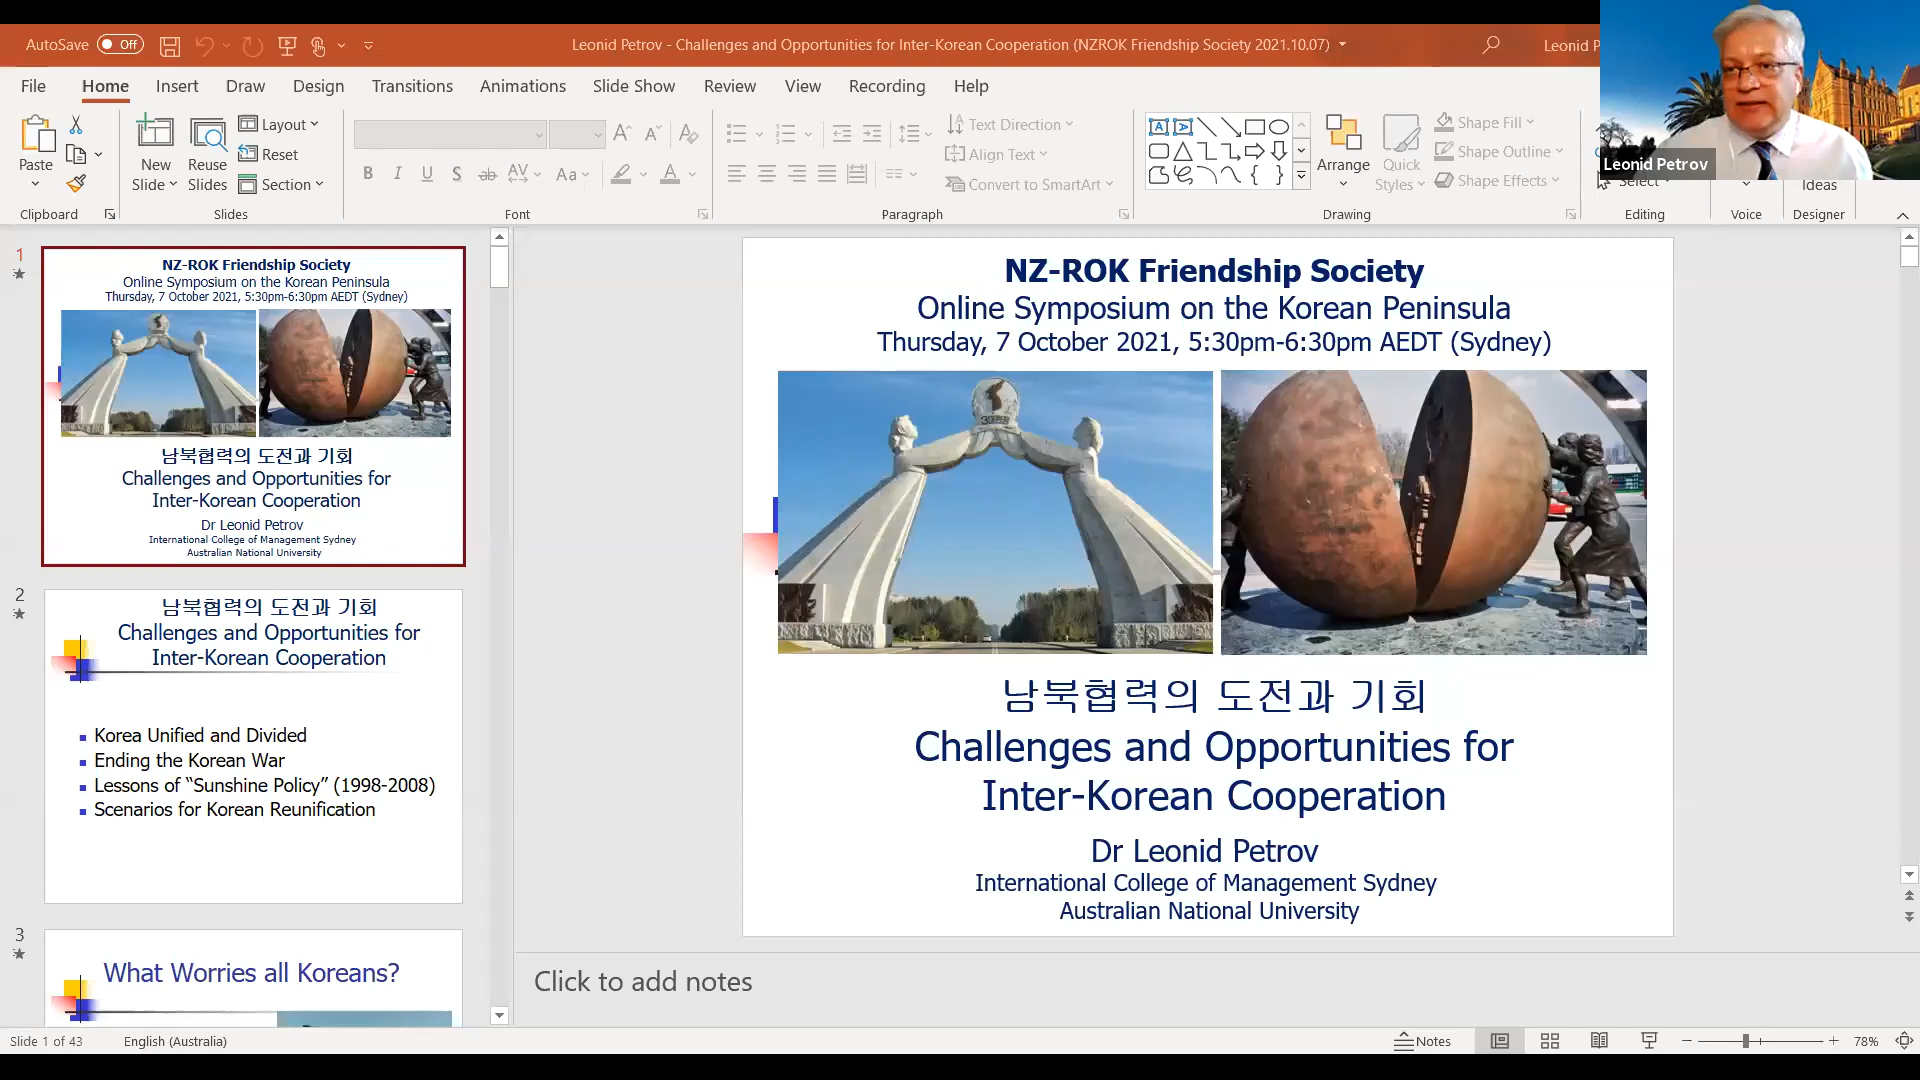 AutoSave Off
Leonid Petrov - Challenges and Opportunities for Inter-Korean Cooperation (NZROK Friendship Society 2021.10.07)
Leonid P
File Home Insert Draw Design Transitions Animations Slide Show Review View Recording Help
Leonid Petrov
Paste
Clipboard
New Slide
Reuse Slides
Layout
Reset
Section
Slides
B I U S ab AV Aa A
Font
Text Direction
Align Text
Convert to SmartArt
Paragraph
Arrange
Quick Styles
Shape Fill
Shape Outline
Shape Effects
Drawing
Select
Editing
Voice
Ideas
Designer
1
NZ-ROK Friendship Society
Online Symposium on the Korean Peninsula
Thursday, 7 October 2021, 5:30pm-6:30pm AEDT (Sydney)
남북협력의 도전과 기회
Challenges and Opportunities for
Inter-Korean Cooperation
Dr Leonid Petrov
International College of Management Sydney
Australian National University
2
남북협력의 도전과 기회
Challenges and Opportunities for
Inter-Korean Cooperation
Korea Unified and Divided
Ending the Korean War
Lessons of “Sunshine Policy” (1998-2008)
Scenarios for Korean Reunification
3
What Worries all Koreans?
NZ-ROK Friendship Society
Online Symposium on the Korean Peninsula
Thursday, 7 October 2021, 5:30pm-6:30pm AEDT (Sydney)
남북협력의 도전과 기회
Challenges and Opportunities for
Inter-Korean Cooperation
Dr Leonid Petrov
International College of Management Sydney
Australian National University
Click to add notes
Slide 1 of 43
English (Australia)
Notes
78%